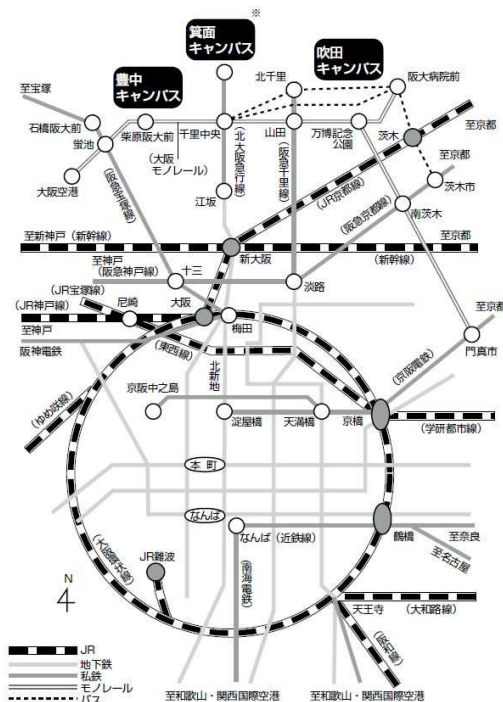 ※
箕面
キャンパス
吹田
キャンパス
豊中
キャンパス
北千里
阪大病院前
至宝塚
石橋阪大前
柴原阪大前
千里中央
山田
万博記念
公園
茨木
至京都
蛍池
(大阪
モノレール)
(北大阪急行線)
(阪急千里線)
至京都
茨木市
大阪空港
(阪急宝塚線)
江坂
(JR京都線)
(阪急京都線)
南茨木
至新神戸 (新幹線)
新大阪
至京都
(新幹線)
至神戸
(阪急神戸線)
十三
淡路
(JR宝塚線)
(JR神戸線)
尼崎
大阪
梅田
至京都
至神戸
阪神電鉄
(東西線)
門真市
(京阪電鉄)
(ゆめ咲線)
北新地
京阪中之島
淀屋橋
天満橋
京橋
(学研都市線)
本町
なんば
なんば (近鉄線)
鶴橋
至奈良
至名古屋
JR難波
(大阪環状線)
(南海電鉄)
天王寺
(大和路線)
(阪和線)
N
4
JR
地下鉄
私鉄
モノレール
バス
至和歌山・関西国際空港
至和歌山・関西国際空港